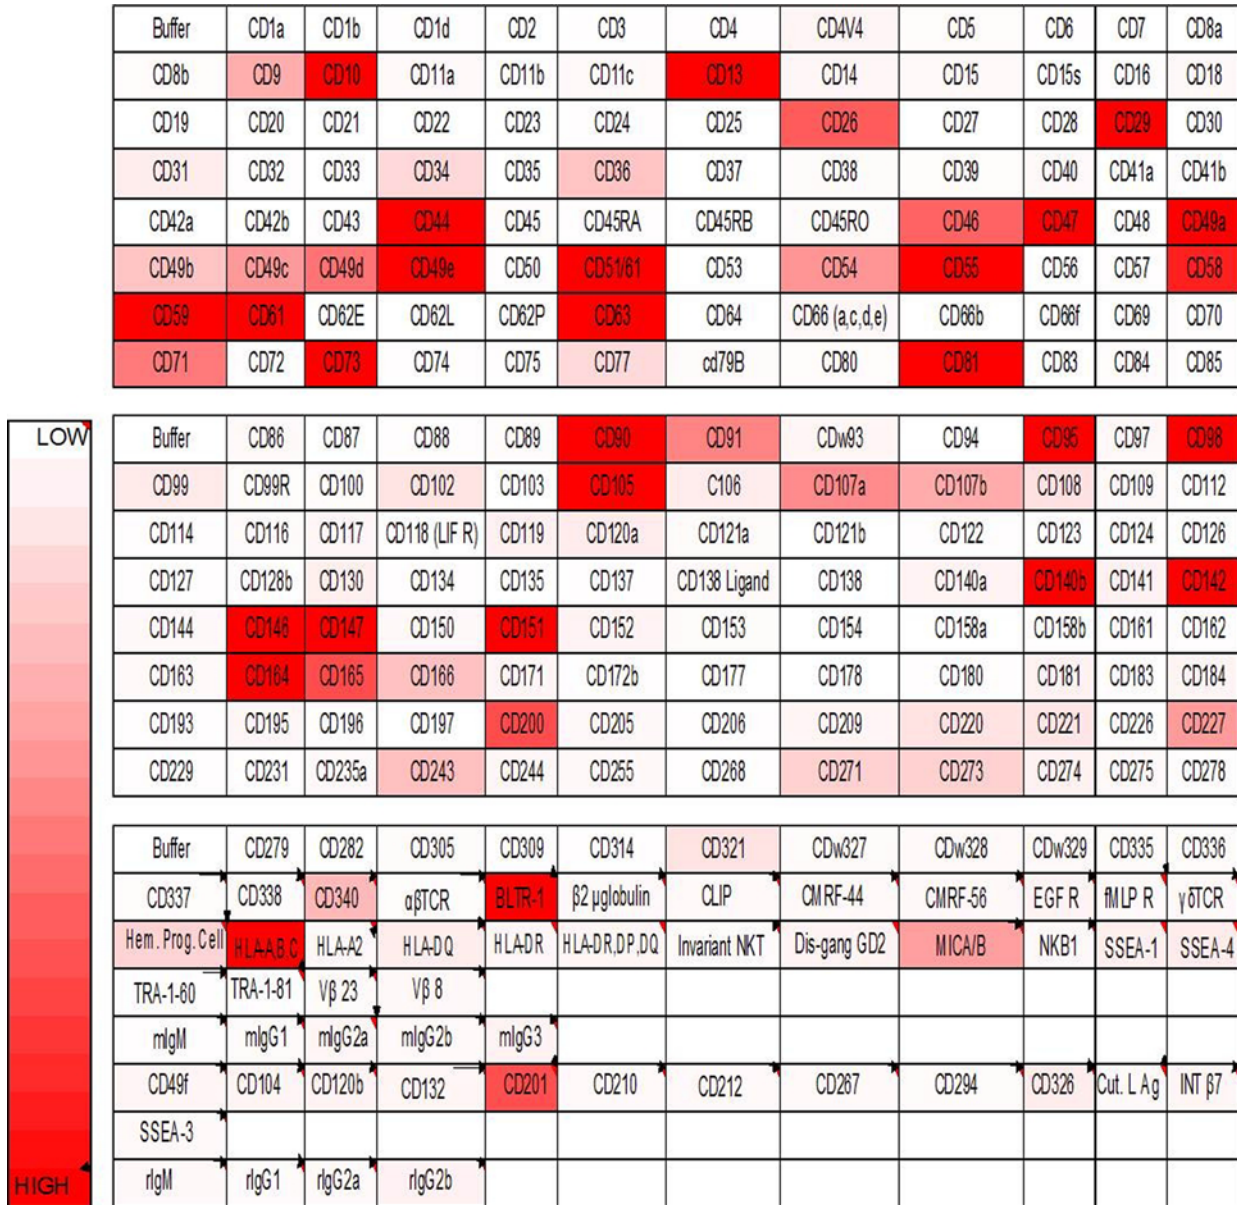 Buffer CD1a CD1b CD1d CD2 CD3 CD4 CD4V4 CD5 CD6 CD7 CD8a
CD8b CD9 CD10 CD11a CD11b CD11c CD13 CD14 CD15 CD15s CD16 CD18
CD19 CD20 CD21 CD22 CD23 CD24 CD25 CD26 CD27 CD28 CD29 CD30
CD31 CD32 CD33 CD34 CD35 CD36 CD37 CD38 CD39 CD40 CD41a CD41b
CD42a CD42b CD43 CD44 CD45 CD45RA CD45RB CD45RO CD46 CD47 CD48 CD49a
CD49b CD49c CD49d CD49e CD50 CD51/61 CD53 CD54 CD55 CD56 CD57 CD58
CD59 CD61 CD62E CD62L CD62P CD63 CD64 CD66 (a,c,d,e) CD66b CD66f CD69 CD70
CD71 CD72 CD73 CD74 CD75 CD77 cd79B CD80 CD81 CD83 CD84 CD85
LOW
Buffer CD86 CD87 CD88 CD89 CD90 CD91 CDw93 CD94 CD95 CD97 CD98
CD99 CD99R CD100 CD102 CD103 CD105 C106 CD107a CD107b CD108 CD109 CD112
CD114 CD116 CD117 CD118 (LIF R) CD119 CD120a CD121a CD121b CD122 CD123 CD124 CD126
CD127 CD128b CD130 CD134 CD135 CD137 CD138 Ligand CD138 CD140a CD140b CD141 CD142
CD144 CD146 CD147 CD150 CD151 CD152 CD153 CD154 CD158a CD158b CD161 CD162
CD163 CD164 CD165 CD166 CD171 CD172b CD177 CD178 CD180 CD181 CD183 CD184
CD193 CD195 CD196 CD197 CD200 CD205 CD206 CD209 CD220 CD221 CD226 CD227
CD229 CD231 CD235a CD243 CD244 CD255 CD268 CD271 CD273 CD274 CD275 CD278
Buffer CD279 CD282 CD305 CD309 CD314 CD321 CDw327 CDw328 CDw329 CD335 CD336
CD337 CD338 CD340 αβTCR BLTR-1 β2 μglobulin CLIP CMRF-44 CMRF-56 EGF R fMLP R γδTCR
Hem. Prog. Cell HLA-A,B,C HLA-A2 HLA-DQ HLA-DR HLA-DR,DP,DQ Invariant NKT Dis-gang GD2 MICA/B NKB1 SSEA-1 SSEA-4
TRA-1-60 TRA-1-81 Vβ 23 Vβ 8
mIgM mIgG1 mIgG2a mIgG2b mIgG3
CD49f CD104 CD120b CD132 CD201 CD210 CD212 CD267 CD294 CD326 Cut. L Ag INT β7
SSEA-3
rIgM rIgG1 rIgG2a rIgG2b
HIGH